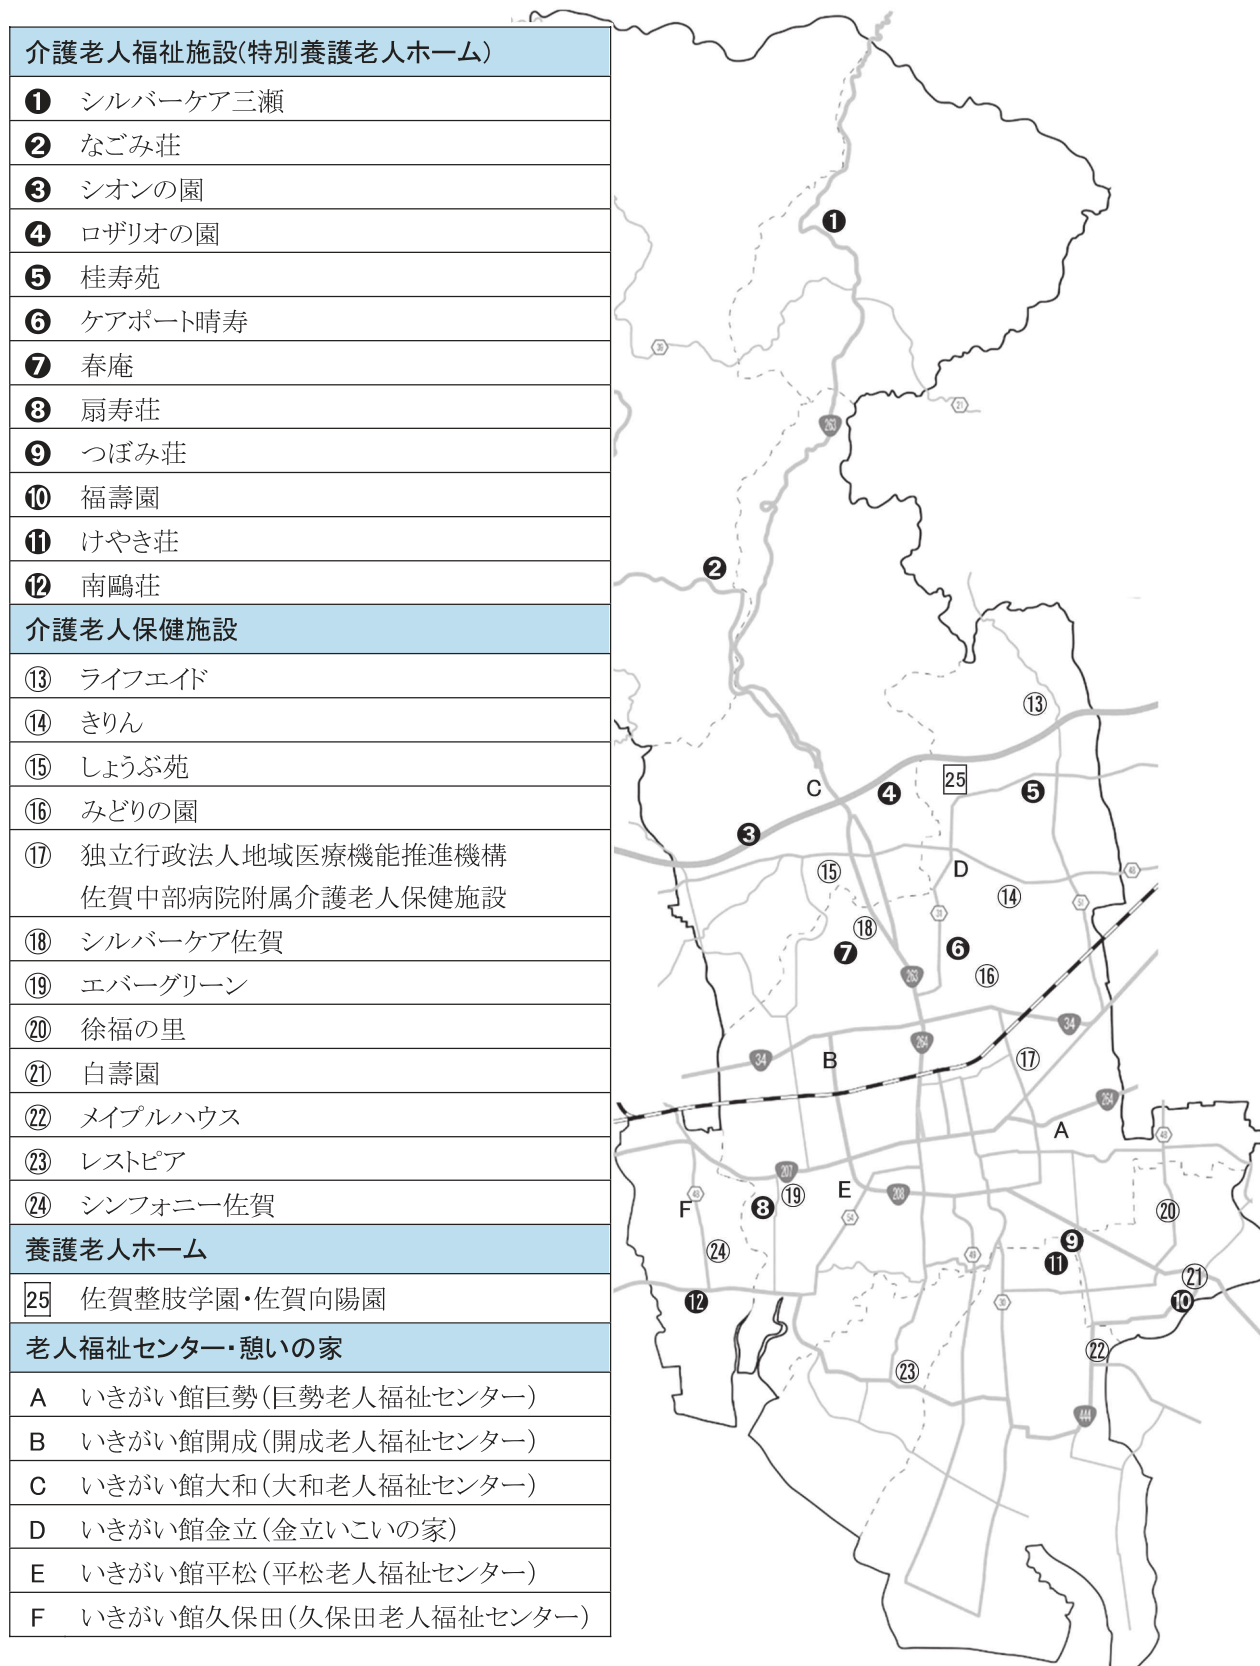 介護老人福祉施設(特別養護老人ホーム)
❶ シルバーケア三瀬
❷ なごみ荘
❸ シオンの園
❹ ロザリオの園
❺ 桂寿苑
❻ ケアポート晴寿
❼ 春庵
❽ 扇寿荘
❾ つぼみ荘
❿ 福壽園
⓫ けやき荘
⓬ 南鷗荘
介護老人保健施設
⑬ ライフエイド
⑭ きりん
⑮ しょうぶ苑
⑯ みどりの園
⑰ 独立行政法人地域医療機能推進機構
佐賀中部病院附属介護老人保健施設
⑱ シルバーケア佐賀
⑲ エバーグリーン
⑳ 徐福の里
㉑ 白壽園
㉒ メイプルハウス
㉓ レストピア
㉔ シンフォニー佐賀
養護老人ホーム
25 佐賀整肢学園・佐賀向陽園
老人福祉センター・憩いの家
A いきがい館巨勢(巨勢老人福祉センター)
B いきがい館開成(開成老人福祉センター)
C いきがい館大和(大和老人福祉センター)
D いきがい館金立(金立いこいの家)
E いきがい館平松(平松老人福祉センター)
F いきがい館久保田(久保田老人福祉センター)
❶
21
263
❷
⑬
C
❹
25
❺
❸
⑮
D
48
⑭
51
⑱
❼
❻
263
⑯
34
264
34
B
⑰
264
A
48
207
⑲
E
208
F
❽
54
⑳
㉔
❾
⓫
49
㉑
⓬
30
❿
㉒
㉓
444